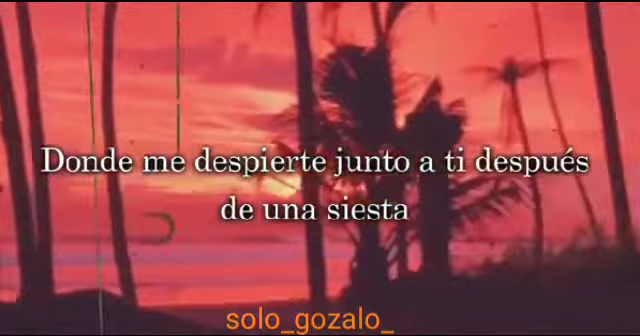 Donde me despierte junto a ti después
de una siesta
solo_gozalo_